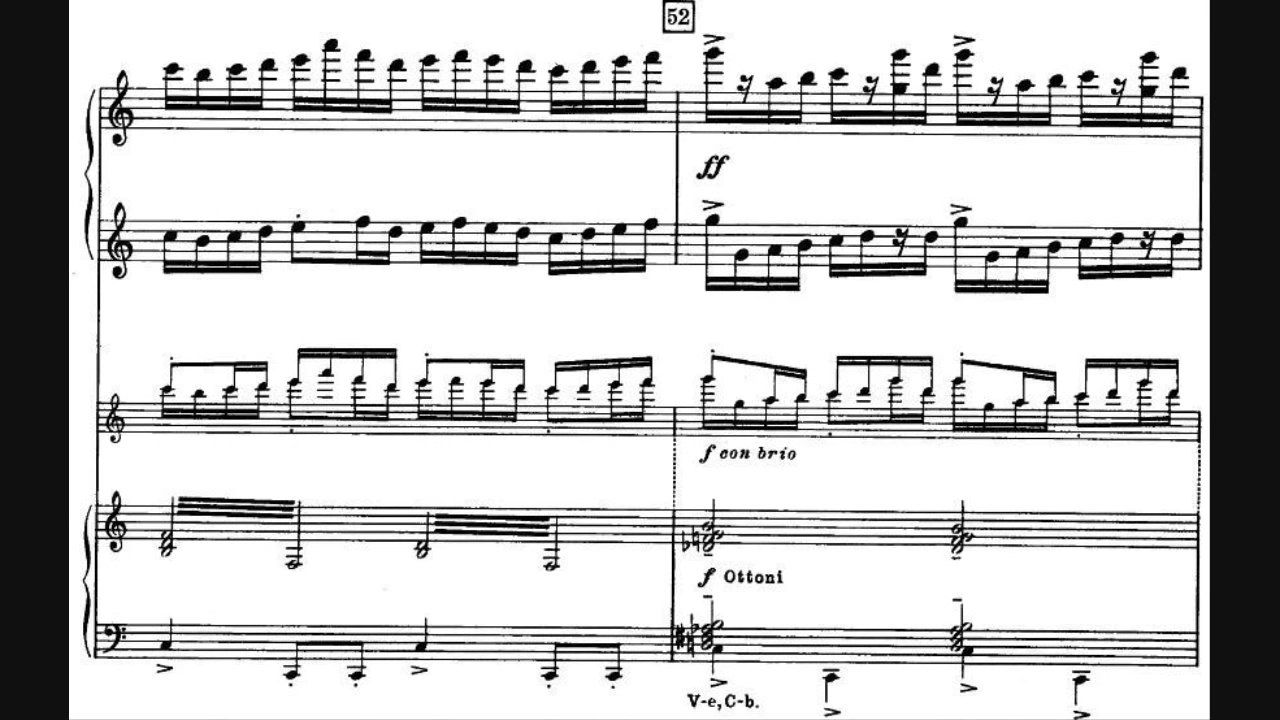 52
ff
f con brio
f Ottoni
V-e, C-b.